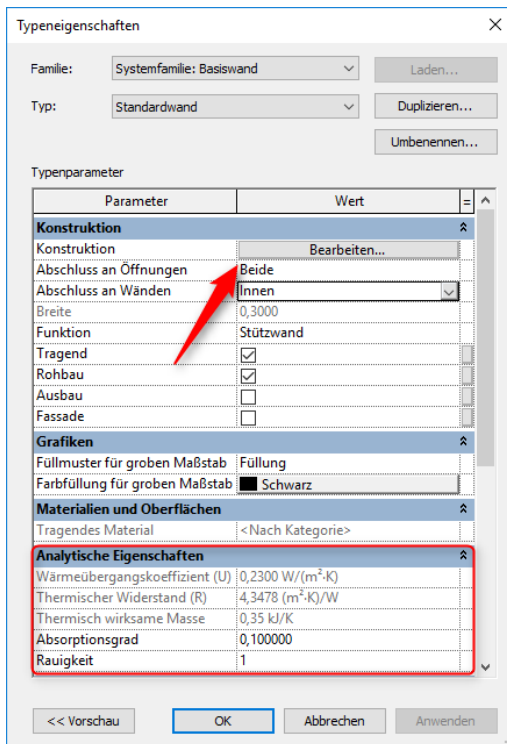 Typeneigenschaften
Familie: Systemfamilie: Basiswand Laden...
Typ: Standardwand Duplizieren...
Umbenennen...
Typenparameter
Parameter Wert =
Konstruktion
Konstruktion Bearbeiten...
Abschluss an Öffnungen Beide
Abschluss an Wänden Innen
Breite 0,3000
Funktion Stützwand
Tragend
Rohbau
Ausbau
Fassade
Grafiken
Füllmuster für groben Maßstab Füllung
Farbfüllung für groben Maßstab Schwarz
Materialien und Oberflächen
Tragendes Material <Nach Kategorie>
Analytische Eigenschaften
Wärmeübergangskoeffizient (U) 0,2300 W/(m²·K)
Thermischer Widerstand (R) 4,3478 (m²·K)/W
Thermisch wirksame Masse 0,35 kJ/K
Absorptionsgrad 0,100000
Rauigkeit 1
<< Vorschau OK Abbrechen Anwenden